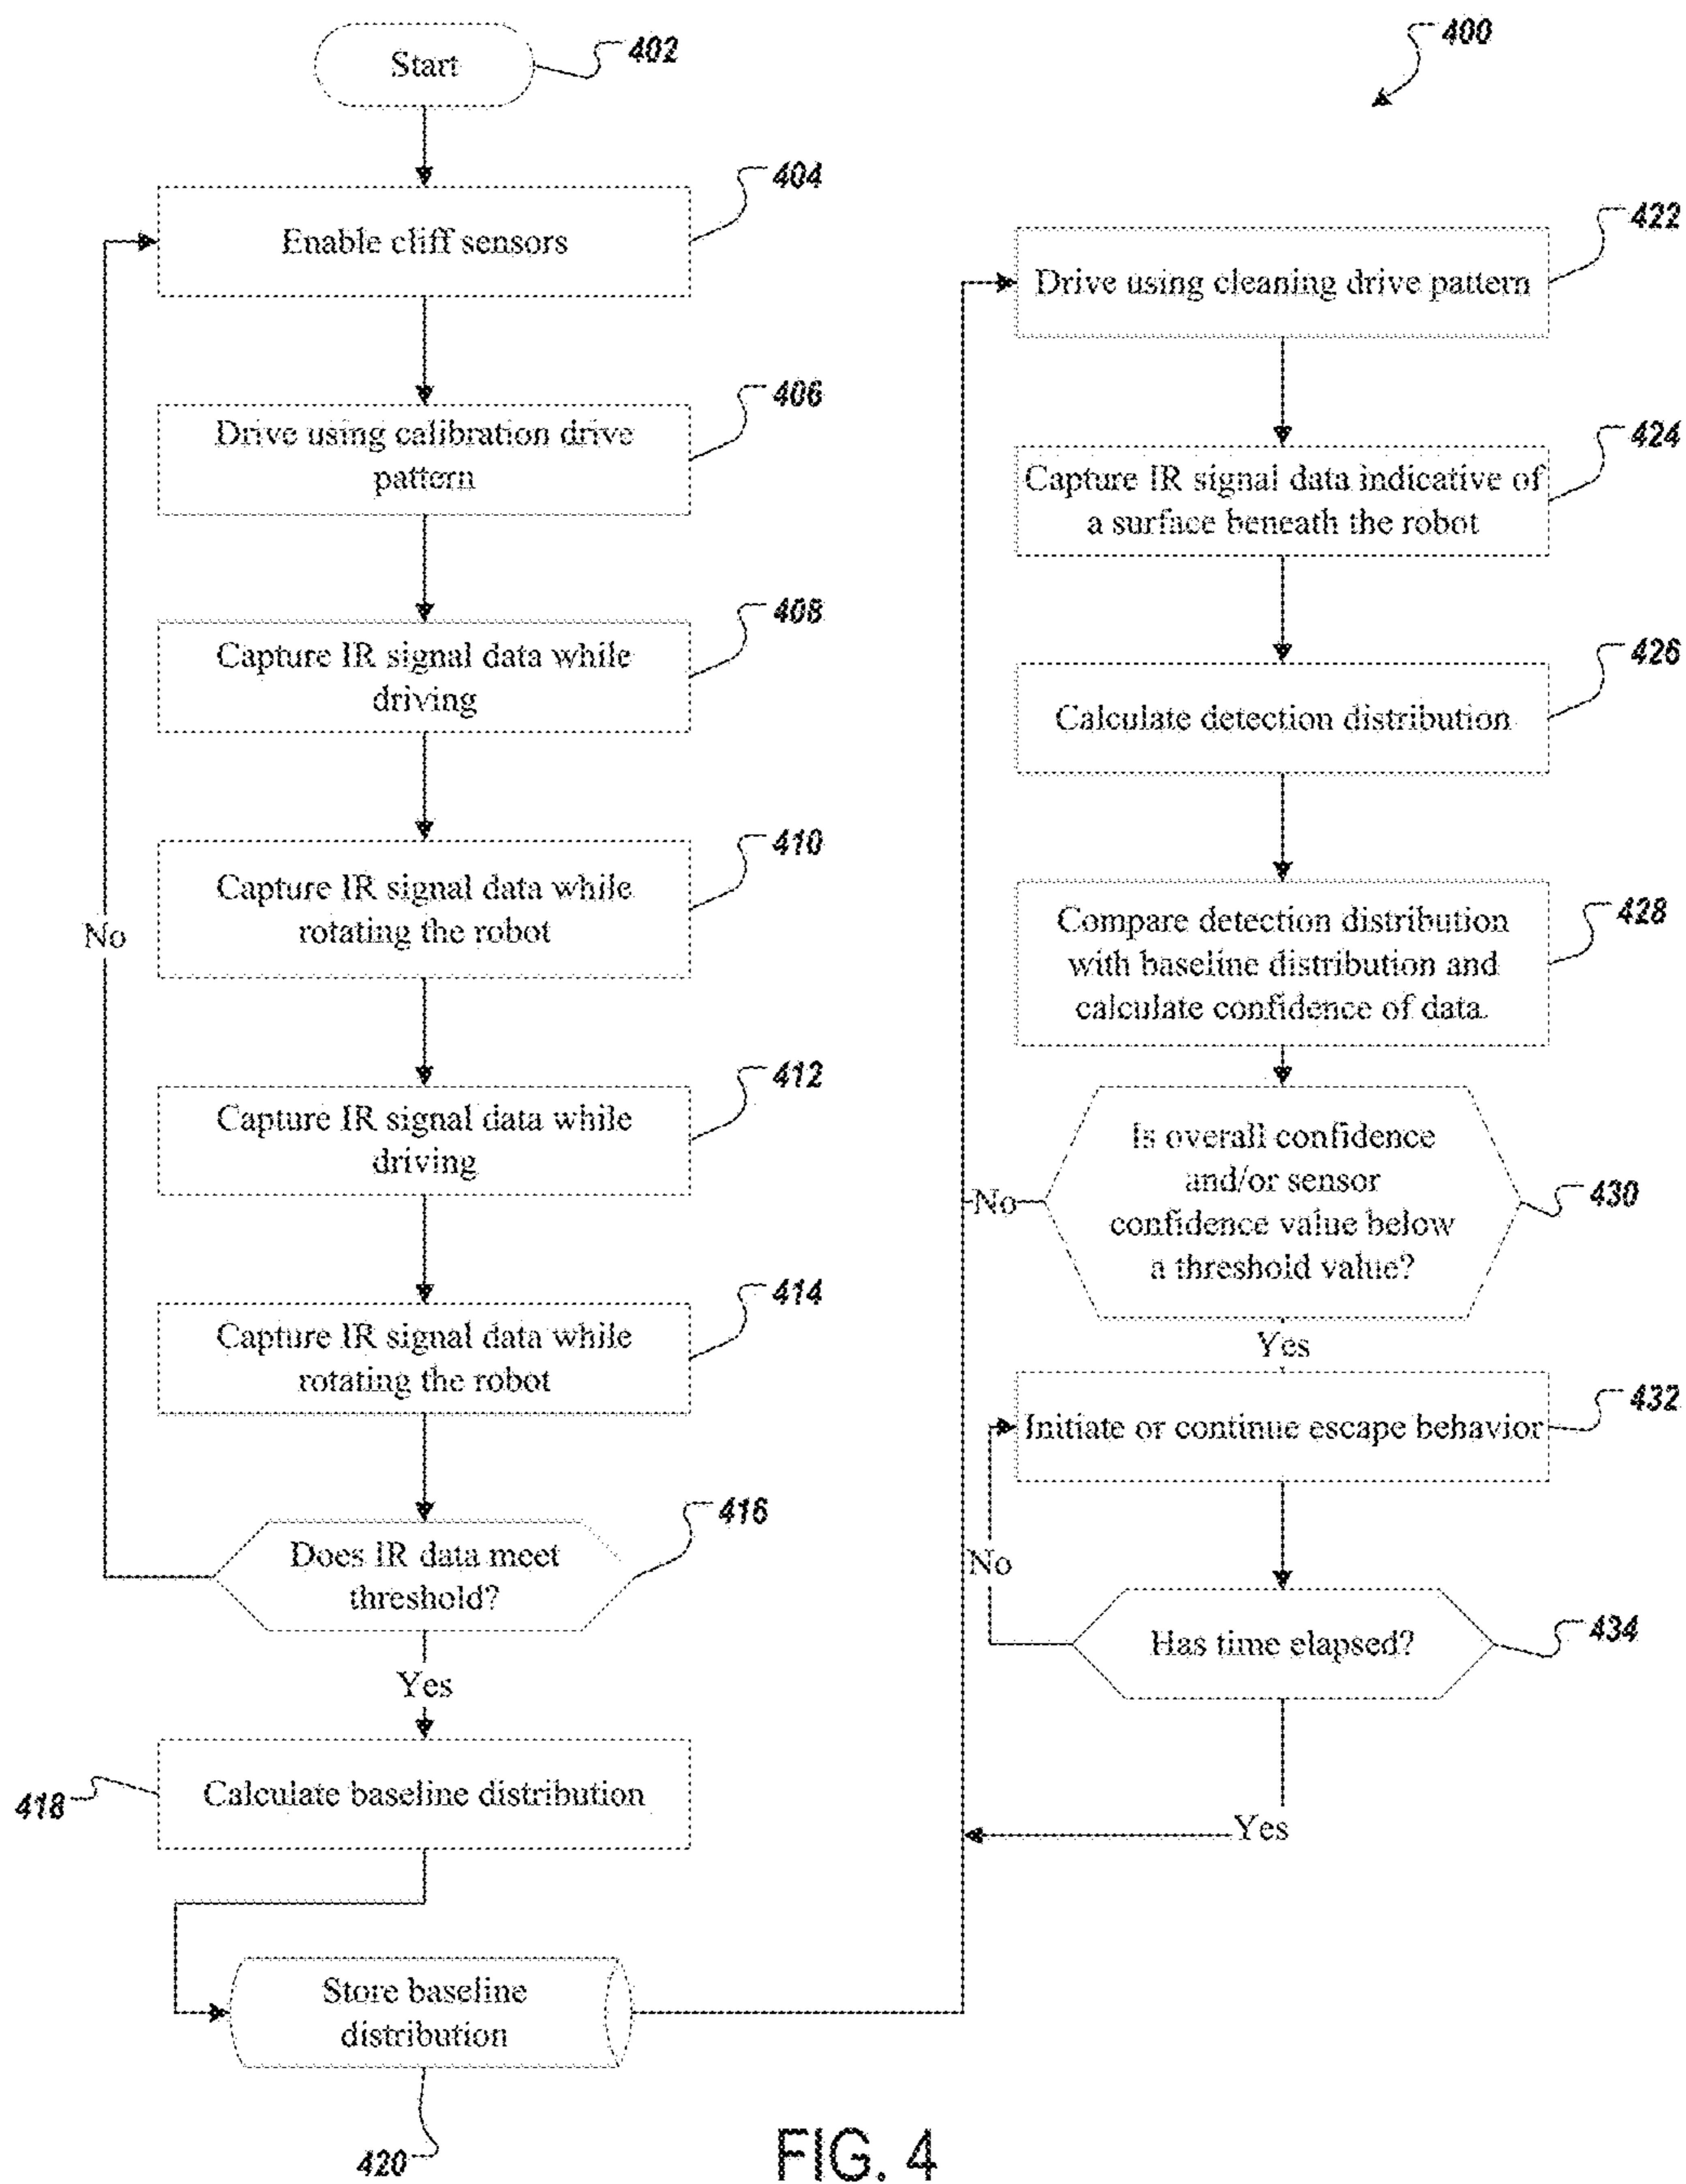 400
Start
402
Enable cliff sensors
404
Drive using calibration drive
pattern
406
Capture IR signal data while
driving
408
Capture IR signal data while
rotating the robot
410
Capture IR signal data while
driving
412
Capture IR signal data while
rotating the robot
414
Does IR data meet
threshold?
416
No
Yes
Calculate baseline distribution
418
Store baseline
distribution
420
Drive using cleaning drive pattern
422
Capture IR signal data indicative of
a surface beneath the robot
424
Calculate detection distribution
426
Compare detection distribution
with baseline distribution and
calculate confidence of data.
428
Is overall confidence
and/or sensor
confidence value below
a threshold value?
430
No
Yes
Initiate or continue escape behavior
432
No
Has time elapsed?
434
Yes
FIG. 4